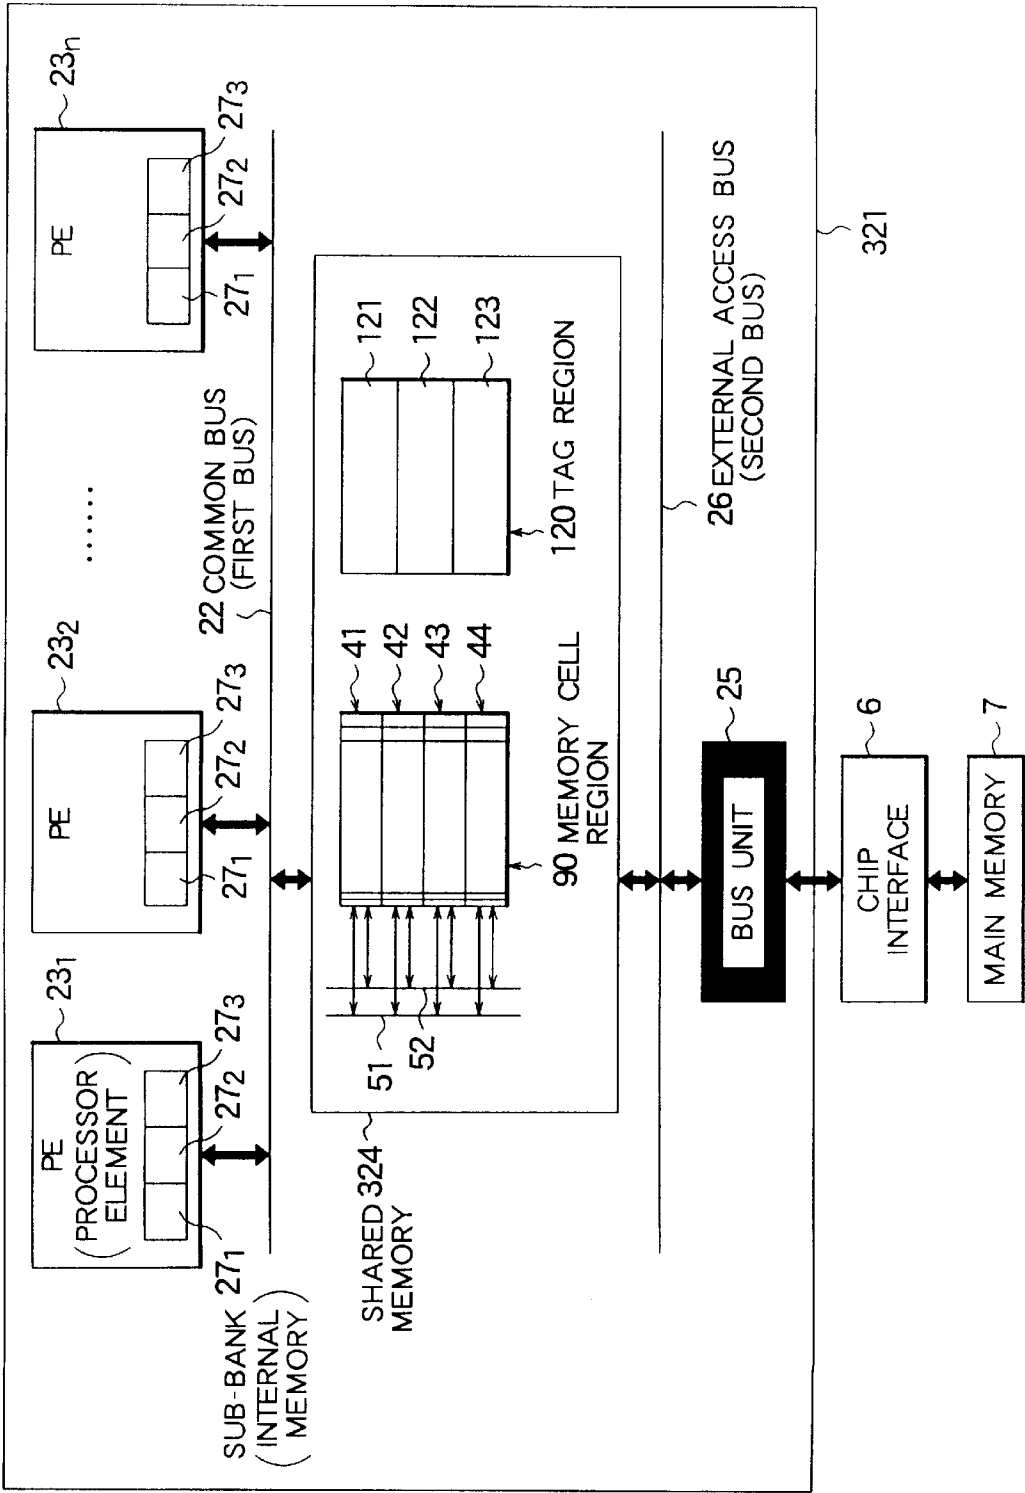 23₁
23₂
23ₙ
PE
(PROCESSOR
ELEMENT)
PE
......
PE
27₁ 27₂ 27₃
27₁ 27₂ 27₃
27₁ 27₂ 27₃
SUB-BANK
(INTERNAL
MEMORY)
22 COMMON BUS
(FIRST BUS)
SHARED 324
MEMORY
51
52
41
42
43
44
90 MEMORY CELL
REGION
121
122
123
120 TAG REGION
26 EXTERNAL ACCESS BUS
(SECOND BUS)
25
BUS UNIT
321
6
CHIP
INTERFACE
7
MAIN MEMORY